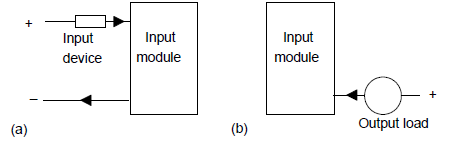 +
Input
device
Input
module
–
(a)
Input
module
+
Output load
(b)